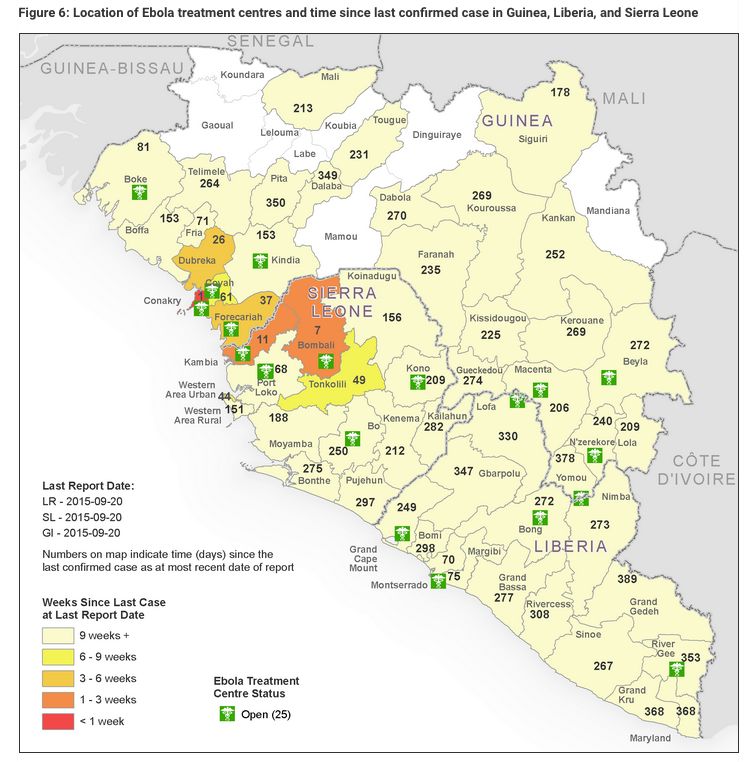 Figure 6: Location of Ebola treatment centres and time since last confirmed case in Guinea, Liberia, and Sierra Leone
SENEGAL
GUINEA-BISSAU
Koundara
Mali
213
178
MALI
Gaoual
Lelouma
Koubia
Tougue
Dinguiraye
GUINEA
Siguiri
81
Labe
231
Boke
Telimele
264
Pita
349
Dalaba
350
Dabola
270
269
Kouroussa
Mandiana
153
Boffa
71
Fria
153
Mamou
Kankan
26
Dubreka
Kindia
Faranah
235
252
Koinadugu
Coyah
1
61
Conakry
37
Forecariah
SIERRA
LEONE
156
Kissidougou
225
Kerouane
269
11
7
Bombali
272
Beyla
Kambia
68
Port
Loko
Tonkolili
49
Kono
209
Gueckedou
274
Macenta
Western
Area Urban
44
Western
Area Rural
151
188
Bo
Kenema
Kailahun
282
Lofa
206
240
209
Moyamba
250
212
330
N'zerekore
Lola
275
Bonthe
Pujehun
347
Gbarpolu
378
Yomou
CÔTE
D'IVOIRE
297
249
272
Nimba
Bong
273
Bomi
298
LIBERIA
Grand
Cape
Mount
70
Margibi
Montserrado
75
Grand
Bassa
277
389
Rivercess
308
Grand
Gedeh
Sinoe
River
Gee
353
267
Grand
Kru
368
368
Maryland
Last Report Date:
LR - 2015-09-20
SL - 2015-09-20
GI - 2015-09-20
Numbers on map indicate time (days) since the
last confirmed case as at most recent date of report
Weeks Since Last Case
at Last Report Date
9 weeks +
6 - 9 weeks
3 - 6 weeks
1 - 3 weeks
< 1 week
Ebola Treatment
Centre Status
Open (25)